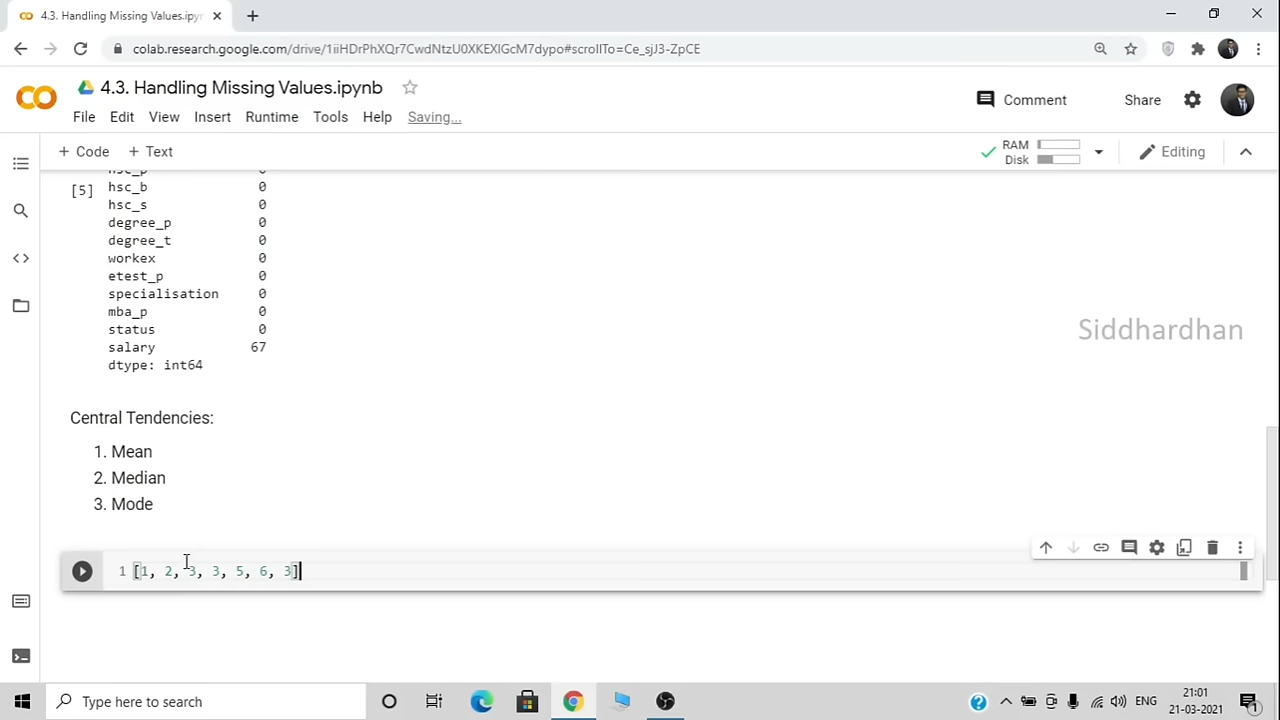 4.3. Handling Missing Values.ipyn
colab.research.google.com/drive/1iiHDrPhXQr7CwdNtzU0XKEXlGcM7dypo#scrollTo=Ce_sjJ3-ZpCE
4.3. Handling Missing Values.ipynb
Comment
Share
File Edit View Insert Runtime Tools Help Saving...
+ Code + Text
RAM
Disk
Editing
hsc_p 0
[5]
hsc_b 0
hsc_s 0
degree_p 0
degree_t 0
workex 0
etest_p 0
specialisation 0
mba_p 0
status 0
salary 67
dtype: int64
Siddhardhan
Central Tendencies:
1. Mean
2. Median
3. Mode
1 [1, 2, 3, 3, 5, 6, 3]
Type here to search
ENG
21:01
21-03-2021
1